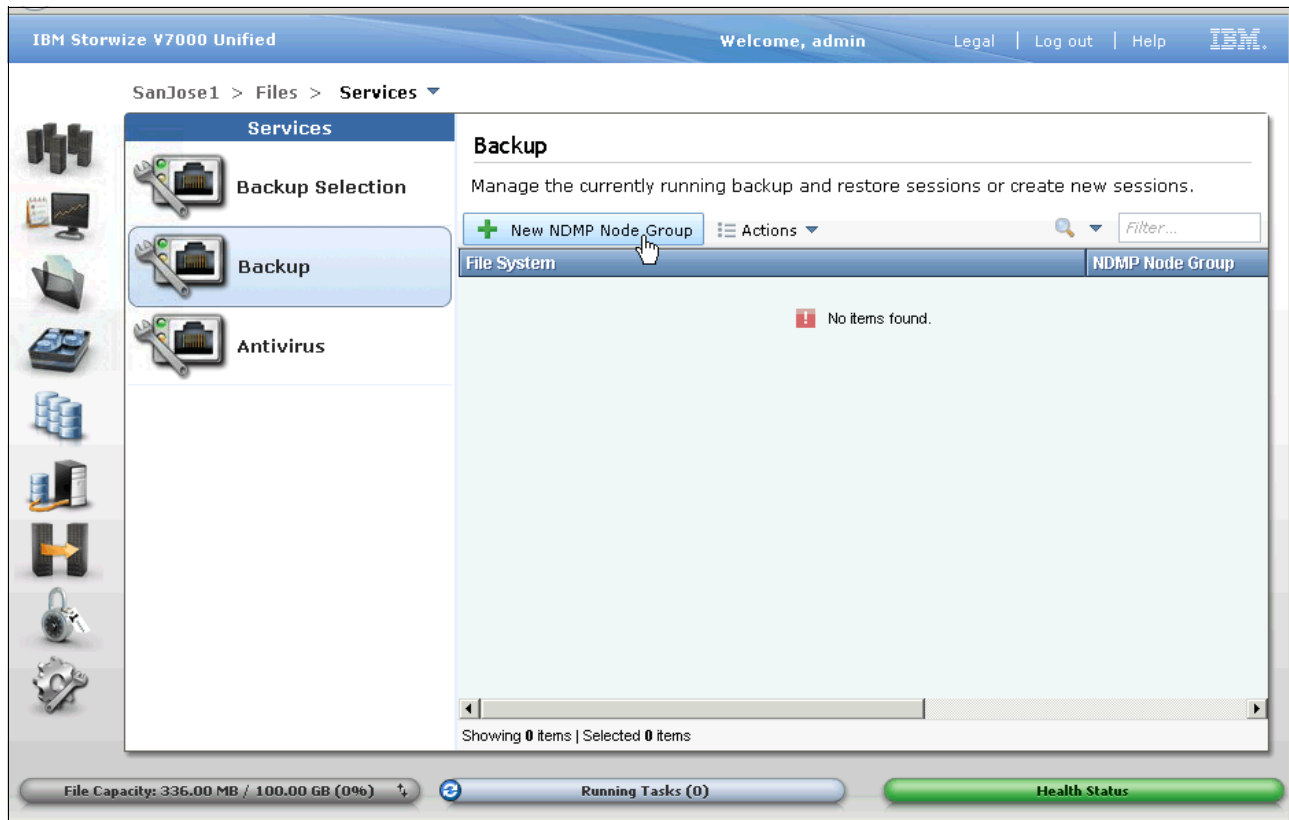 IBM Storwize V7000 Unified
Welcome, admin
Legal | Log out | Help
IBM.
SanJose1 > Files > Services
Services
Backup Selection
Backup
Antivirus
Backup
Manage the currently running backup and restore sessions or create new sessions.
New NDMP Node Group
Actions
Filter...
File System
NDMP Node Group
No items found.
Showing 0 items | Selected 0 items
File Capacity: 336.00 MB / 100.00 GB (0%)
Running Tasks (0)
Health Status